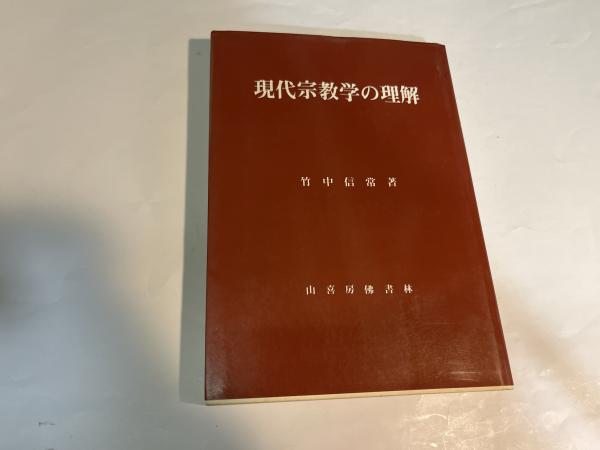 現代宗教学の理解
竹中信常著
山喜房佛書林